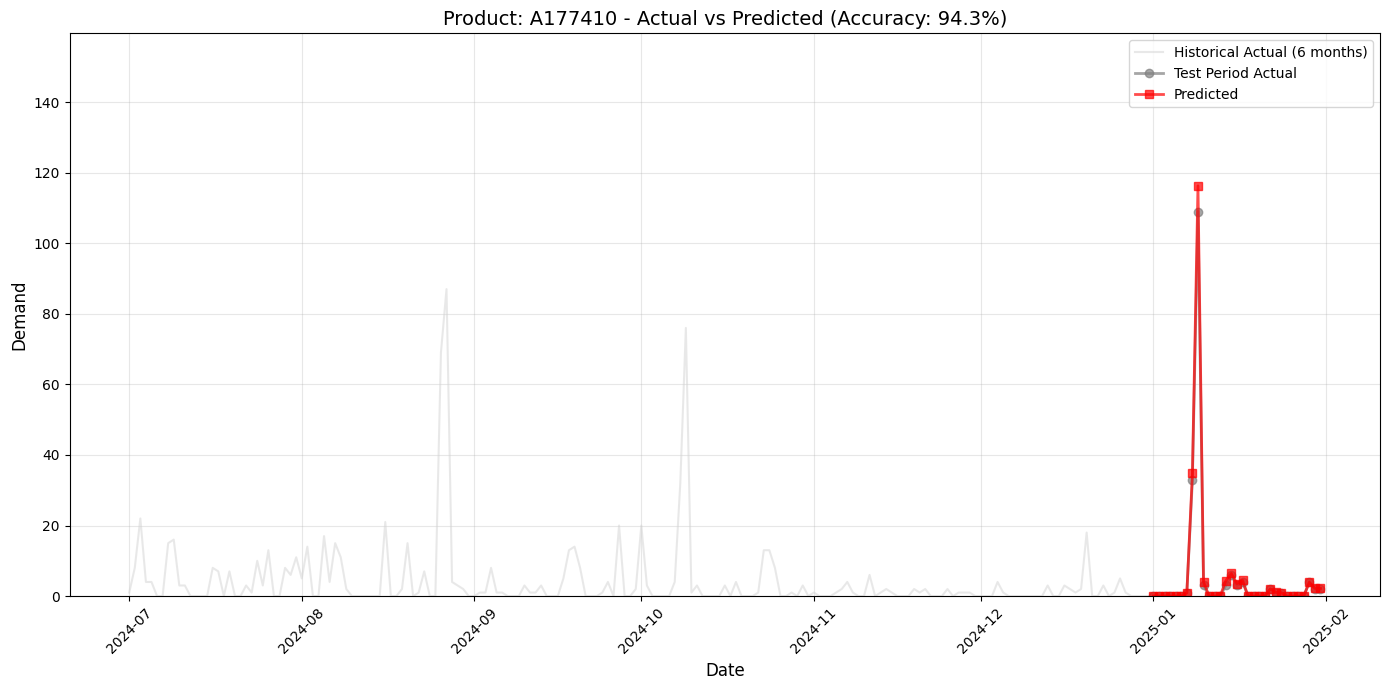 Product: A177410 - Actual vs Predicted (Accuracy: 94.3%)
Historical Actual (6 months)
Test Period Actual
Predicted
Demand
140
120
100
80
60
40
20
0
2024-07
2024-08
2024-09
2024-10
2024-11
2024-12
2025-01
2025-02
Date